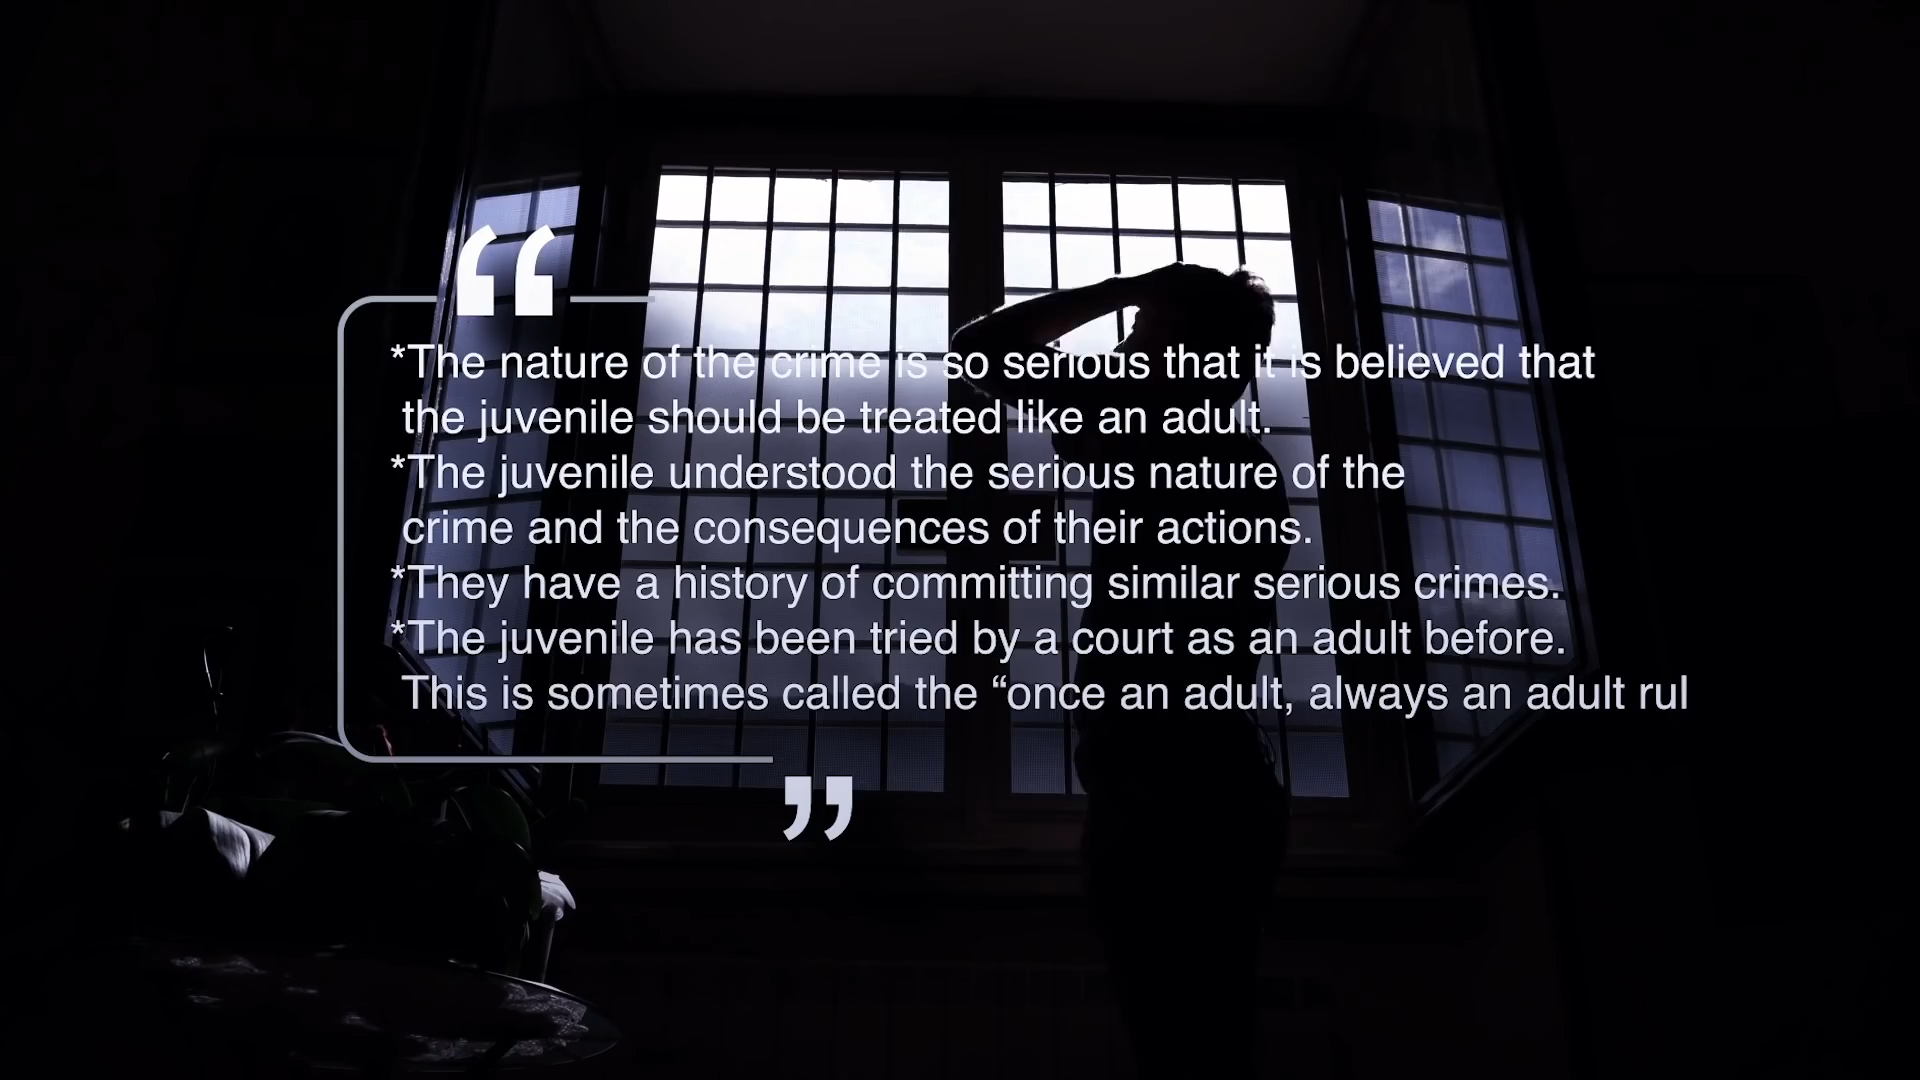 “
*The nature of the crime is so serious that it is believed that
the juvenile should be treated like an adult.
*The juvenile understood the serious nature of the
crime and the consequences of their actions.
*They have a history of committing similar serious crimes.
*The juvenile has been tried by a court as an adult before.
This is sometimes called the “once an adult, always an adult rul
”